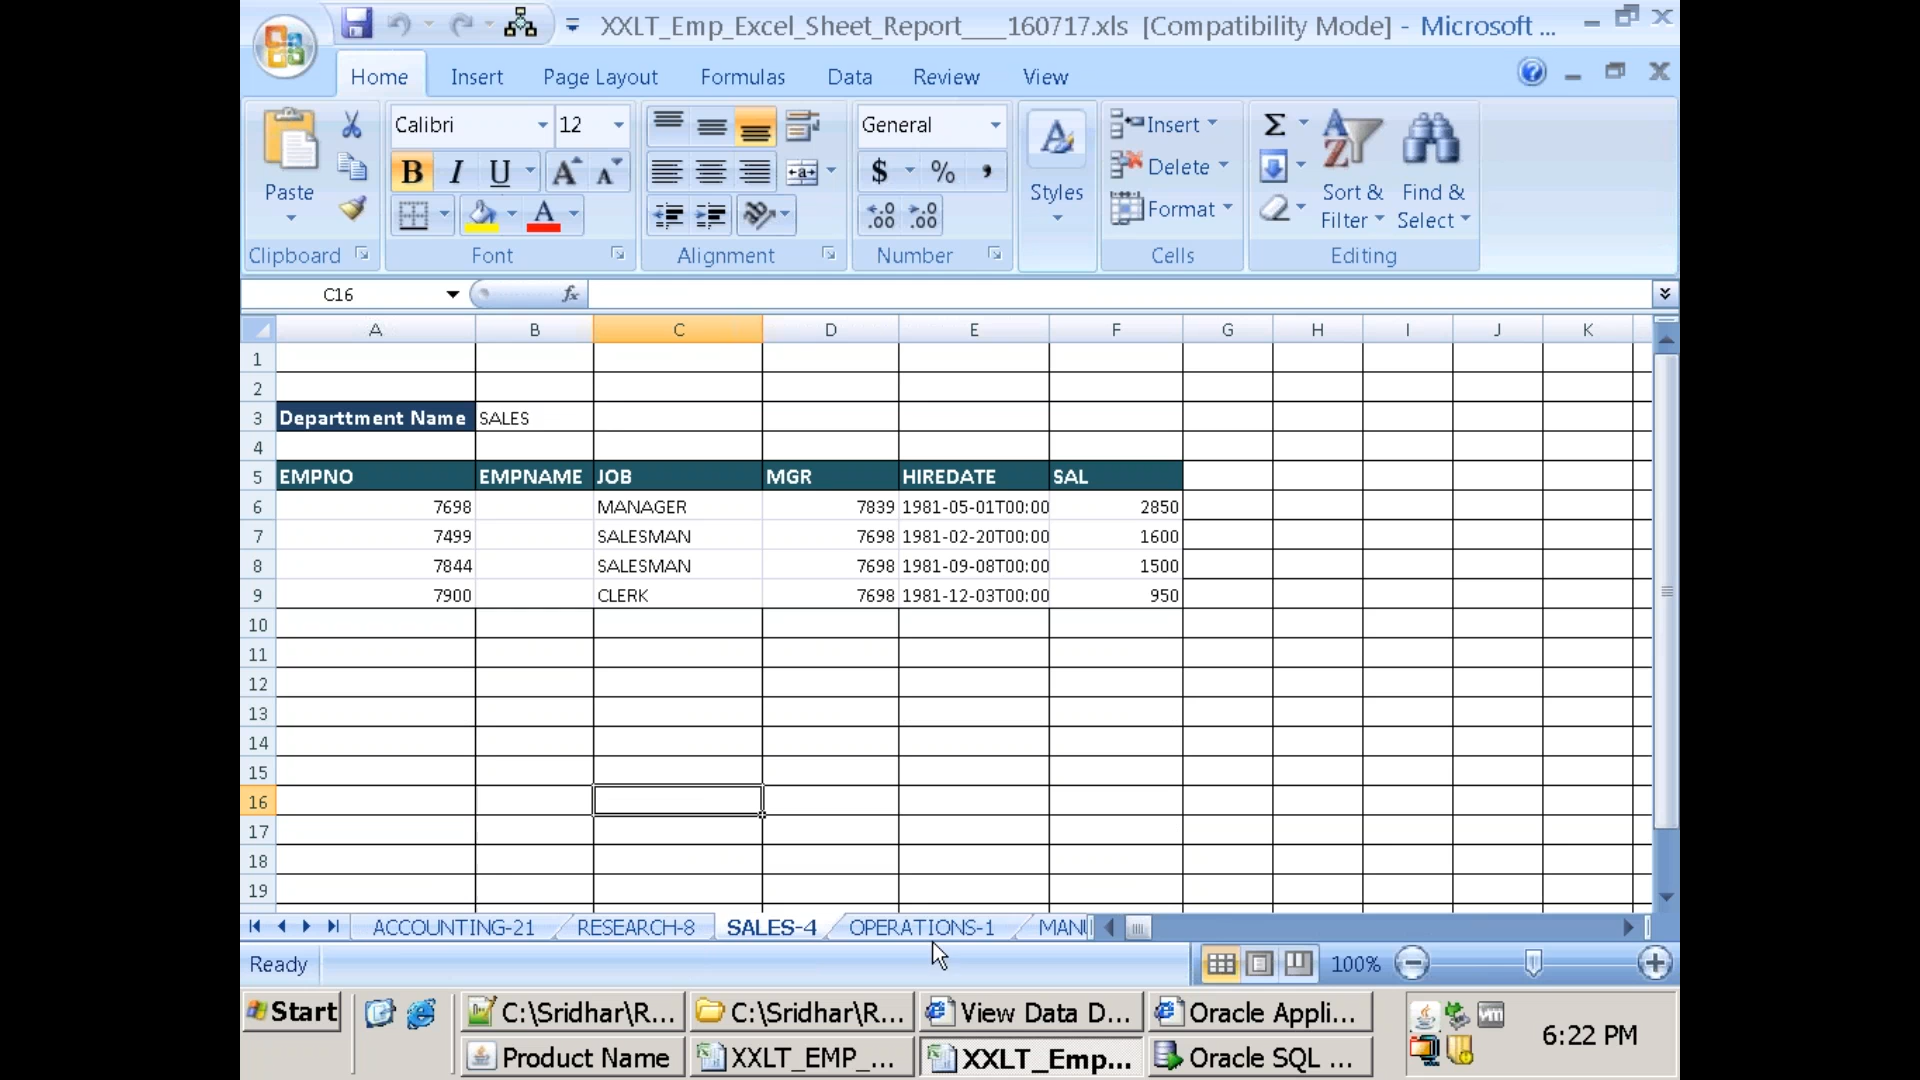 XXLT_Emp_Excel_Sheet_Report____160717.xls [Compatibility Mode] - Microsoft ...
Home Insert Page Layout Formulas Data Review View
Calibri 12 General Insert
Paste B I U A A $ % , Styles Delete Sort & Find &
A .00 .00 Format Filter Select
Clipboard Font Alignment Number Cells Editing
C16 fx
A B C D E F G H I J K
1
2
3 Departtment Name SALES
4
5 EMPNO EMPNAME JOB MGR HIREDATE SAL
6 7698 MANAGER 7839 1981-05-01T00:00 2850
7 7499 SALESMAN 7698 1981-02-20T00:00 1600
8 7844 SALESMAN 7698 1981-09-08T00:00 1500
9 7900 CLERK 7698 1981-12-03T00:00 950
10
11
12
13
14
15
16
17
18
19
ACCOUNTING-21 RESEARCH-8 SALES-4 OPERATIONS-1
Ready 100%
Start C:\Sridhar\R... C:\Sridhar\R... View Data D... Oracle Appli...
Product Name XXLT_EMP_... XXLT_Emp... Oracle SQL ... 6:22 PM